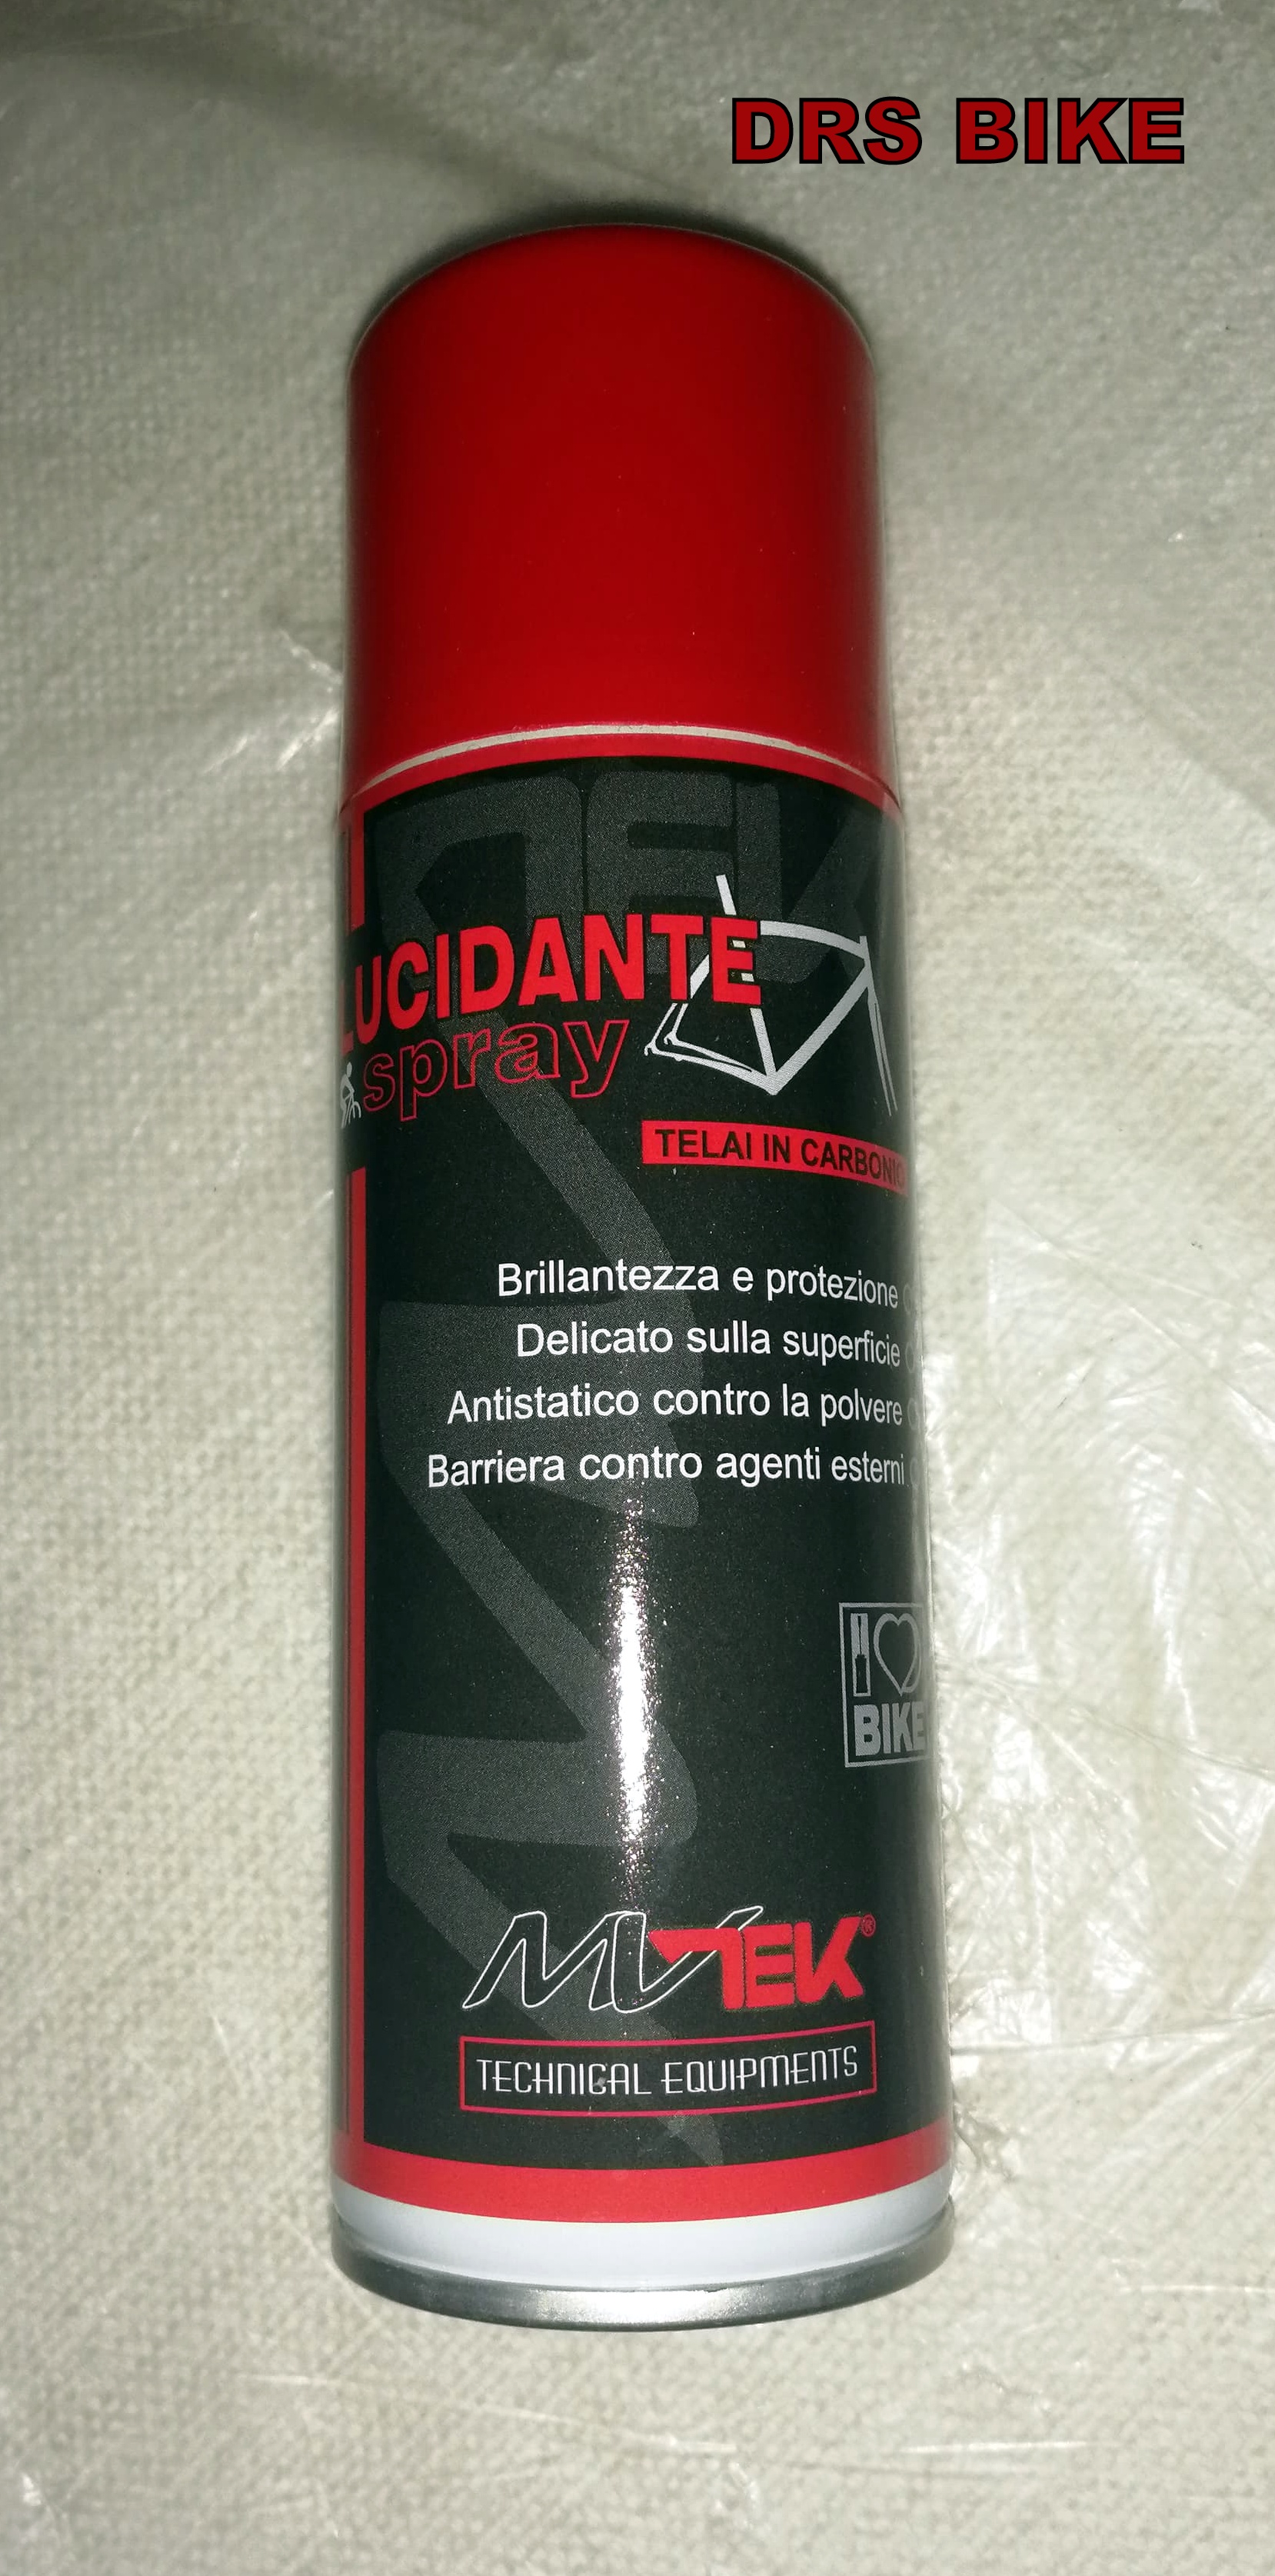 DRS BIKE
LUCIDANTE
spray
TELAI IN CARBONIO
Brillantezza e protezione
Delicato sulla superficie
Antistatico contro la polvere
Barriera contro agenti esterni
I
BIKE
MVTEK®
TECHNICAL EQUIPMENTS